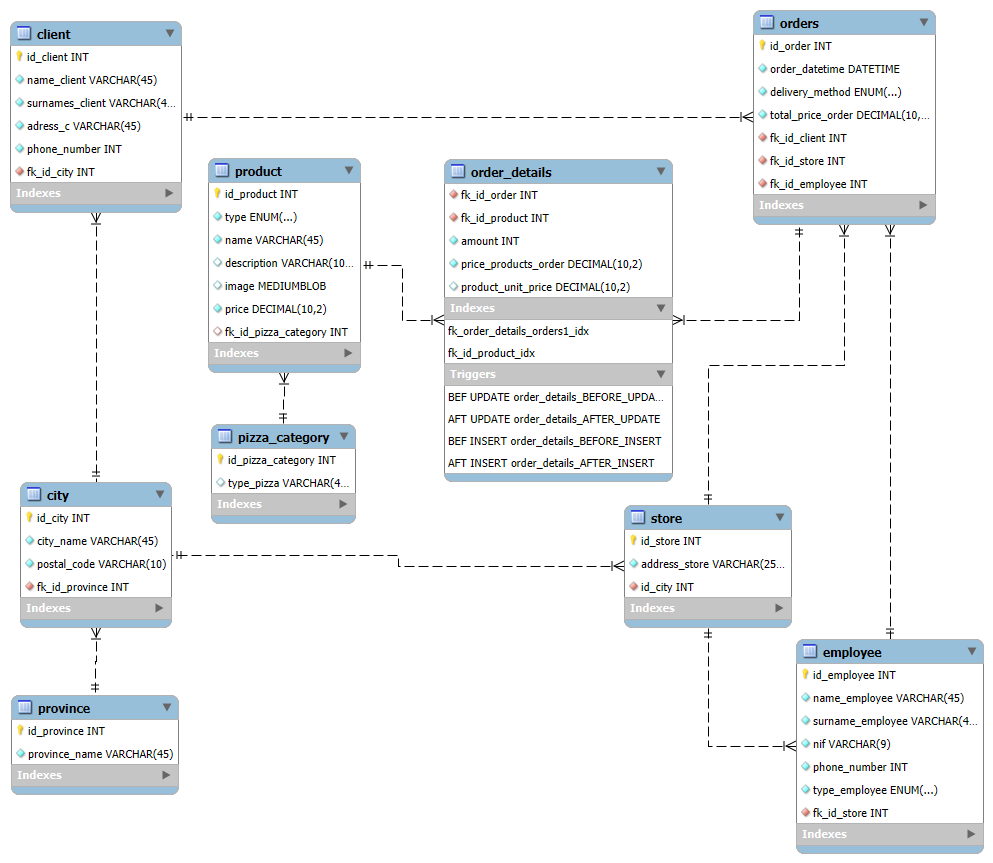 client
id_client INT
name_client VARCHAR(45)
surnames_client VARCHAR(4...
adress_c VARCHAR(45)
phone_number INT
fk_id_city INT
Indexes
orders
id_order INT
order_datetime DATETIME
delivery_method ENUM(...)
total_price_order DECIMAL(10,...
fk_id_client INT
fk_id_store INT
fk_id_employee INT
Indexes
product
id_product INT
type ENUM(...)
name VARCHAR(45)
description VARCHAR(10...
image MEDIUMBLOB
price DECIMAL(10,2)
fk_id_pizza_category INT
Indexes
order_details
fk_id_order INT
fk_id_product INT
amount INT
price_products_order DECIMAL(10,2)
product_unit_price DECIMAL(10,2)
Indexes
fk_order_details_orders1_idx
fk_id_product_idx
Triggers
BEF UPDATE order_details_BEFORE_UPDA...
AFT UPDATE order_details_AFTER_UPDATE
BEF INSERT order_details_BEFORE_INSERT
AFT INSERT order_details_AFTER_INSERT
pizza_category
id_pizza_category INT
type_pizza VARCHAR(4...
Indexes
city
id_city INT
city_name VARCHAR(45)
postal_code VARCHAR(10)
fk_id_province INT
Indexes
store
id_store INT
address_store VARCHAR(25...
id_city INT
Indexes
province
id_province INT
province_name VARCHAR(45)
Indexes
employee
id_employee INT
name_employee VARCHAR(45)
surname_employee VARCHAR(4...
nif VARCHAR(9)
phone_number INT
type_employee ENUM(...)
fk_id_store INT
Indexes